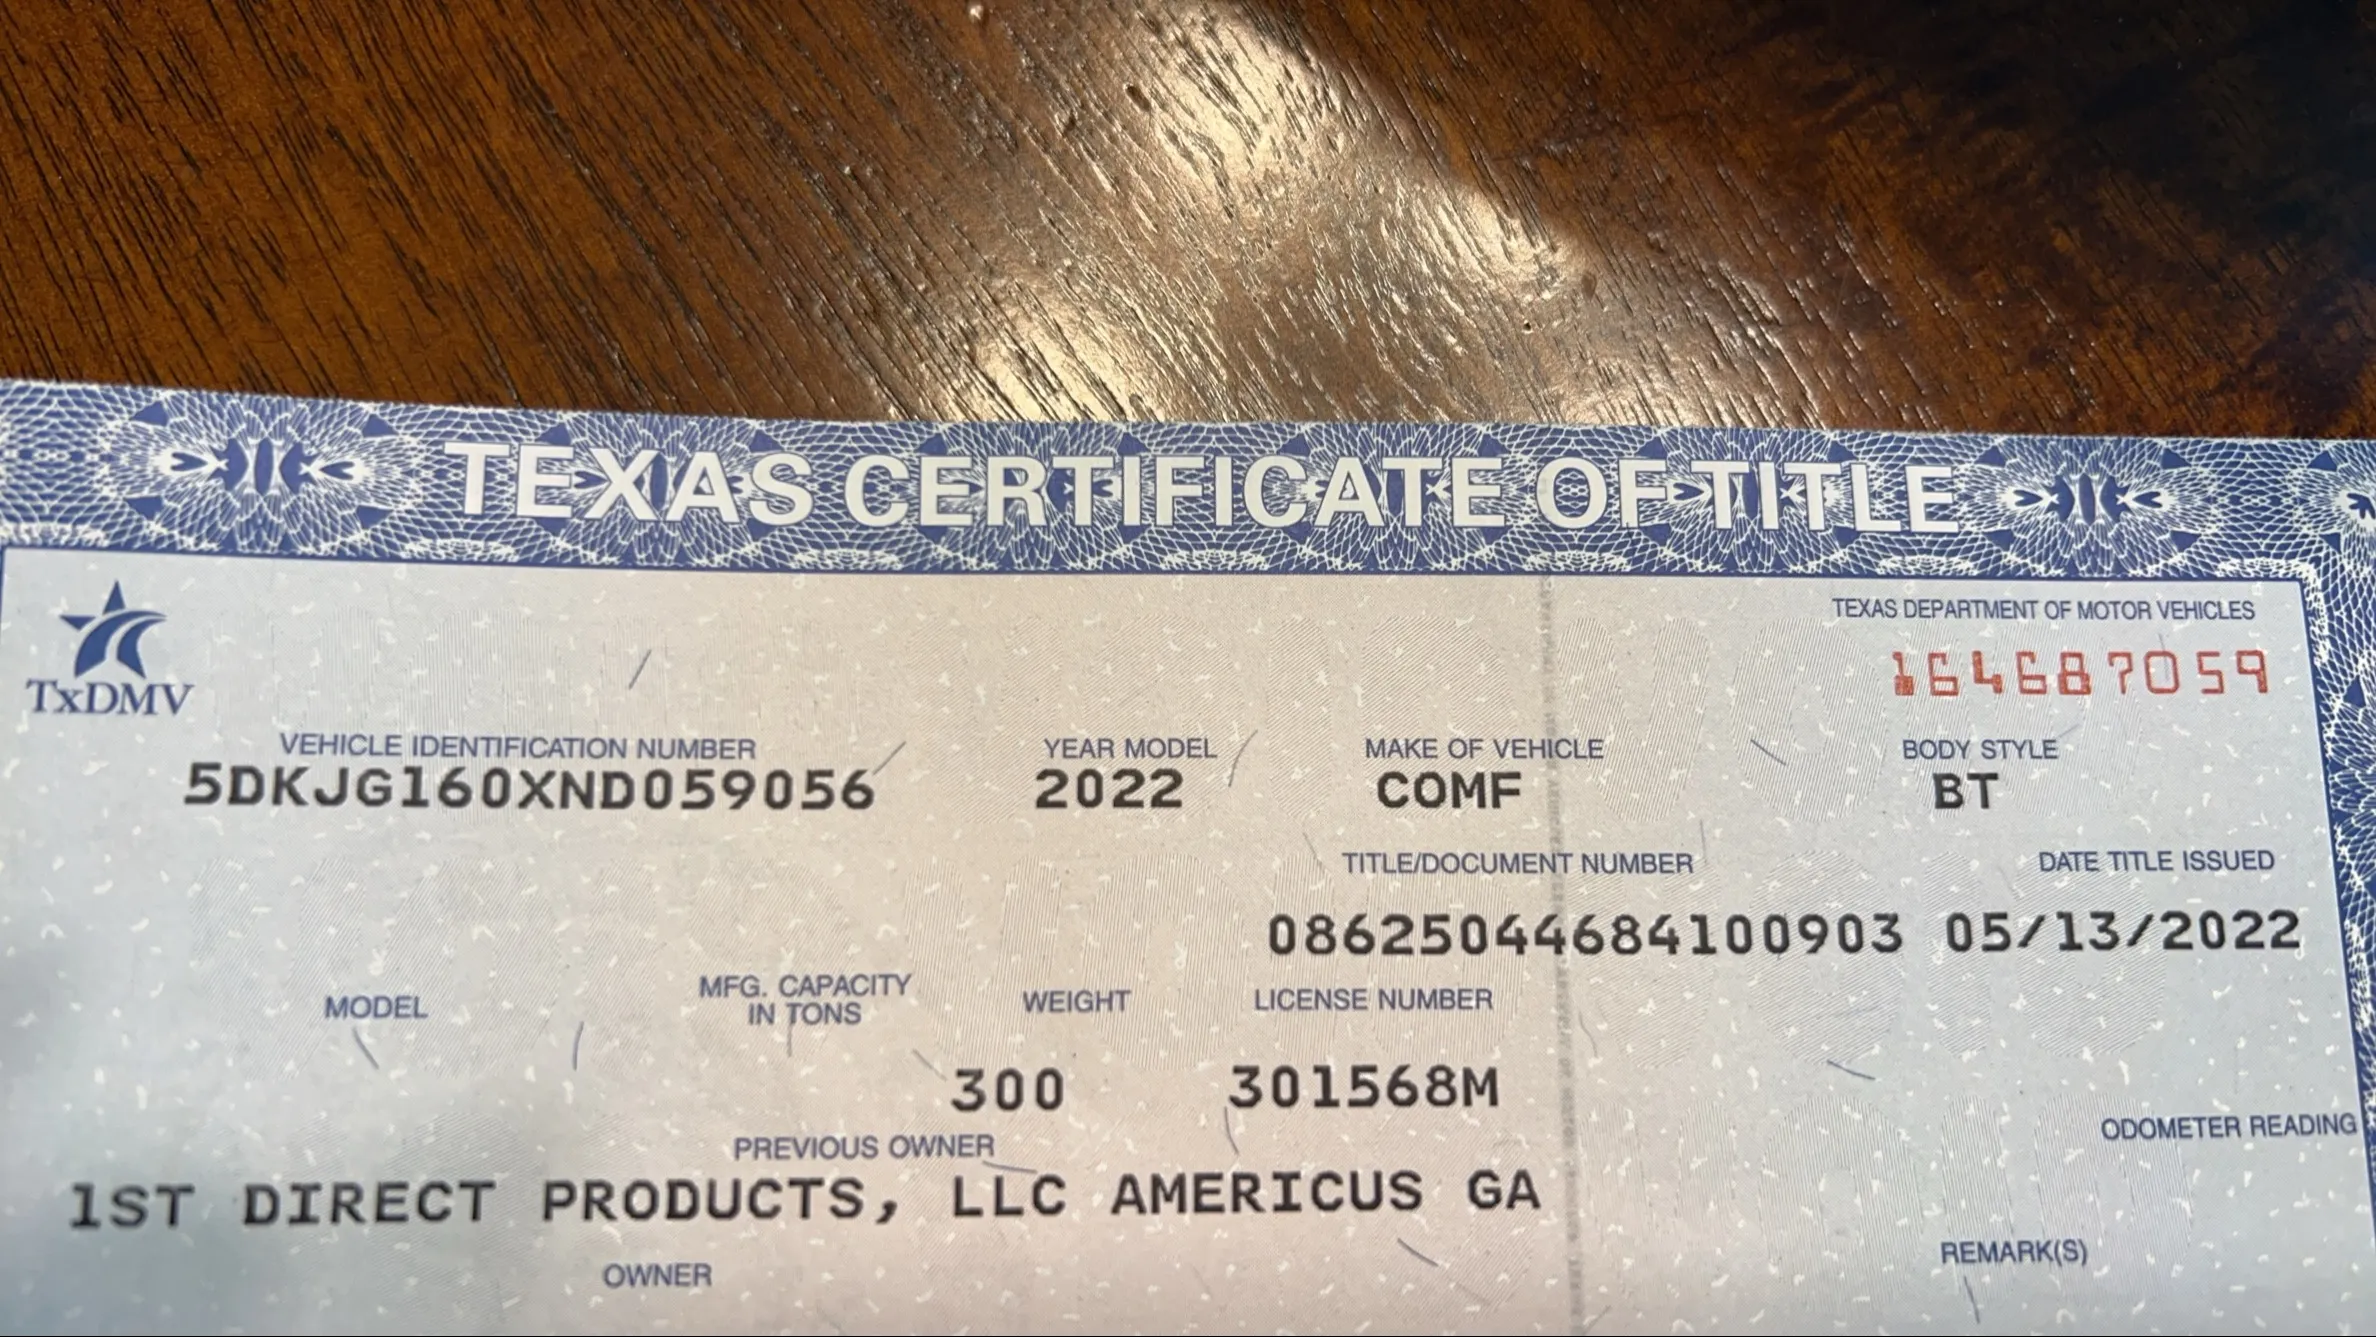 TEXAS CERTIFICATE OF TITLE
TxDMV
TEXAS DEPARTMENT OF MOTOR VEHICLES
164687059
VEHICLE IDENTIFICATION NUMBER YEAR MODEL MAKE OF VEHICLE BODY STYLE
5DKJG160XND059056 2022 COMF BT
TITLE/DOCUMENT NUMBER DATE TITLE ISSUED
08625044684100903 05/13/2022
MODEL MFG. CAPACITY IN TONS WEIGHT LICENSE NUMBER
300 301568M
ODOMETER READING
PREVIOUS OWNER
1ST DIRECT PRODUCTS, LLC AMERICUS GA
REMARK(S)
OWNER